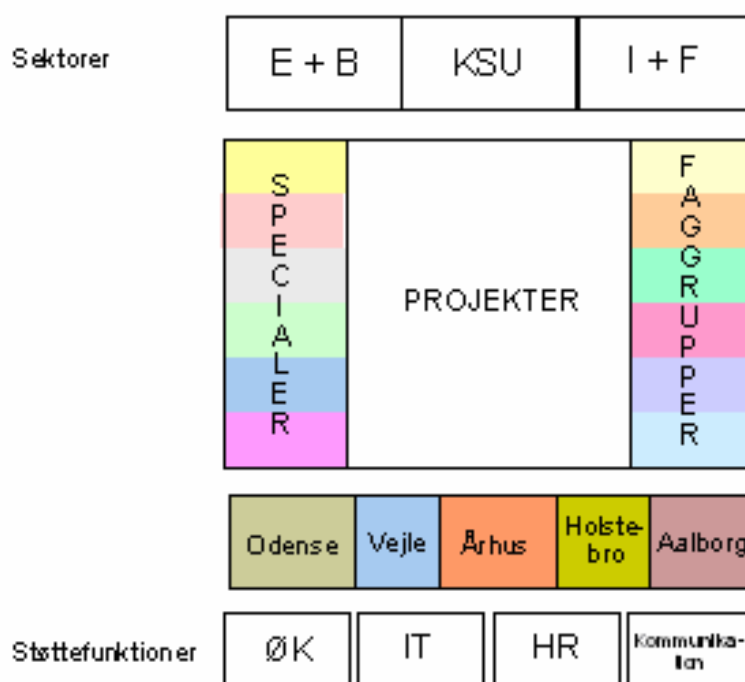 Sektorer
E + B
KSU
I + F
SPECIALER
PROJEKTER
FAGGRUPPER
Odense
Vejle
Århus
Holste-
bro
Aalborg
Støttefunktioner
ØK
IT
HR
Kommunika-
tion